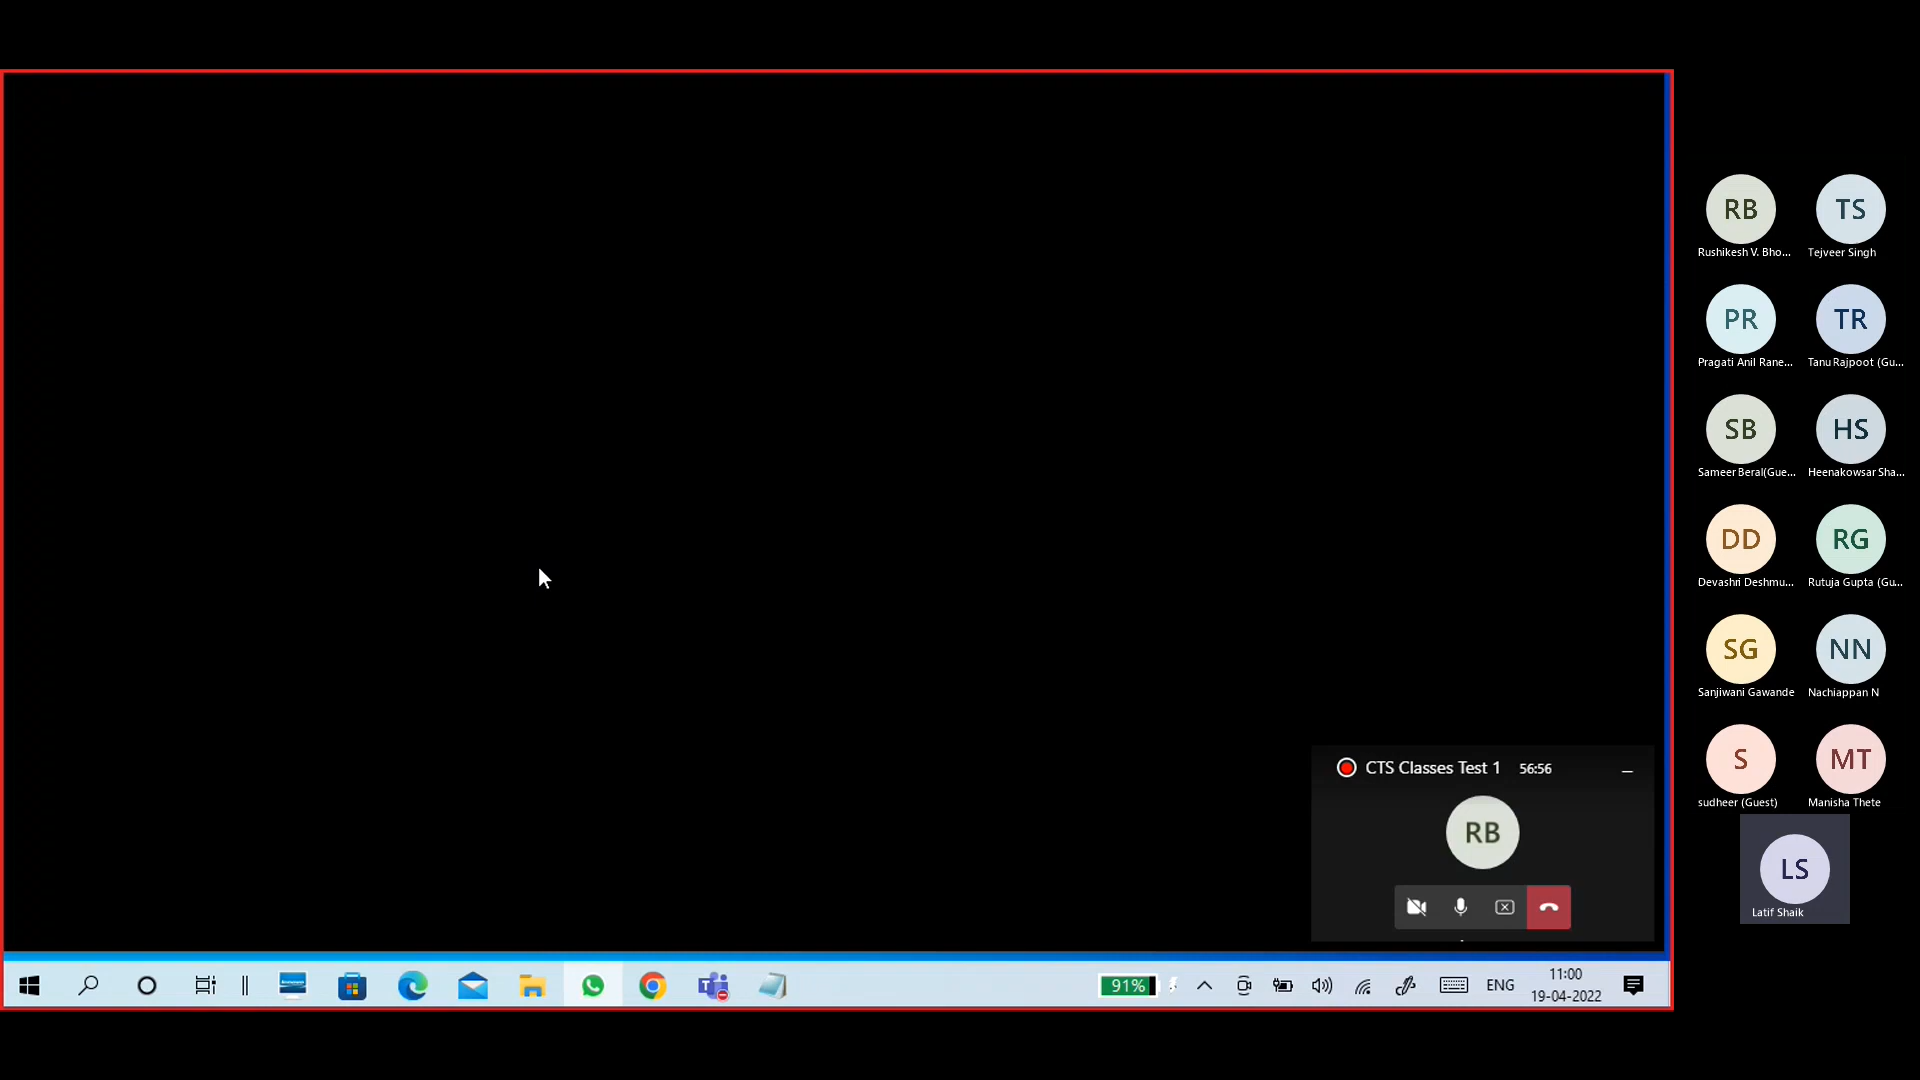 RB
TS
Rushikesh V. Bho...
Tejveer Singh
PR
TR
Pragati Anil Rane...
Tanu Rajpoot (Gu...
SB
HS
Sameer Beral(Gue...
Heenakowsar Sha...
DD
RG
Devashri Deshmu...
Rutuja Gupta (Gu...
SG
NN
Sanjiwani Gawande
Nachiappan N
S
MT
sudheer (Guest)
Manisha Thete
LS
Latif Shaik
CTS Classes Test 1 56:56
RB
91%
ENG
11:00
19-04-2022